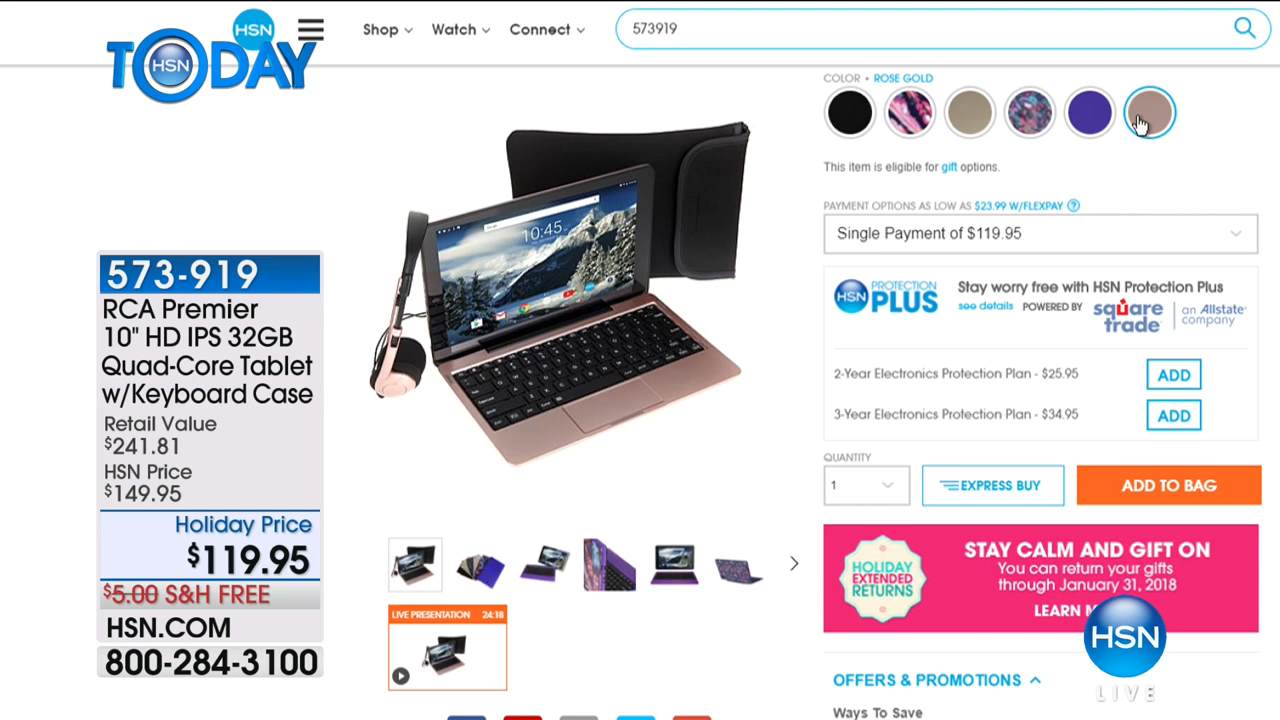 HSN
TODAY
HSN
Shop
Watch
Connect
573919
COLOR • ROSE GOLD
This item is eligible for gift options.
PAYMENT OPTIONS AS LOW AS $23.99 W/FLEXPAY ?
Single Payment of $119.95
HSN PROTECTION PLUS
Stay worry free with HSN Protection Plus
see details POWERED BY square trade an Allstate company
2-Year Electronics Protection Plan - $25.95
ADD
3-Year Electronics Protection Plan - $34.95
ADD
QUANTITY
1
EXPRESS BUY
ADD TO BAG
HOLIDAY
EXTENDED
RETURNS
STAY CALM AND GIFT ON
You can return your gifts
through January 31, 2018
LEARN
HSN
LIVE
OFFERS & PROMOTIONS
Ways To Save
573-919
RCA Premier
10" HD IPS 32GB
Quad-Core Tablet
w/Keyboard Case
Retail Value
$241.81
HSN Price
$149.95
Holiday Price
$119.95
$5.00 S&H FREE
HSN.COM
800-284-3100
10:45
LIVE PRESENTATION 24:18